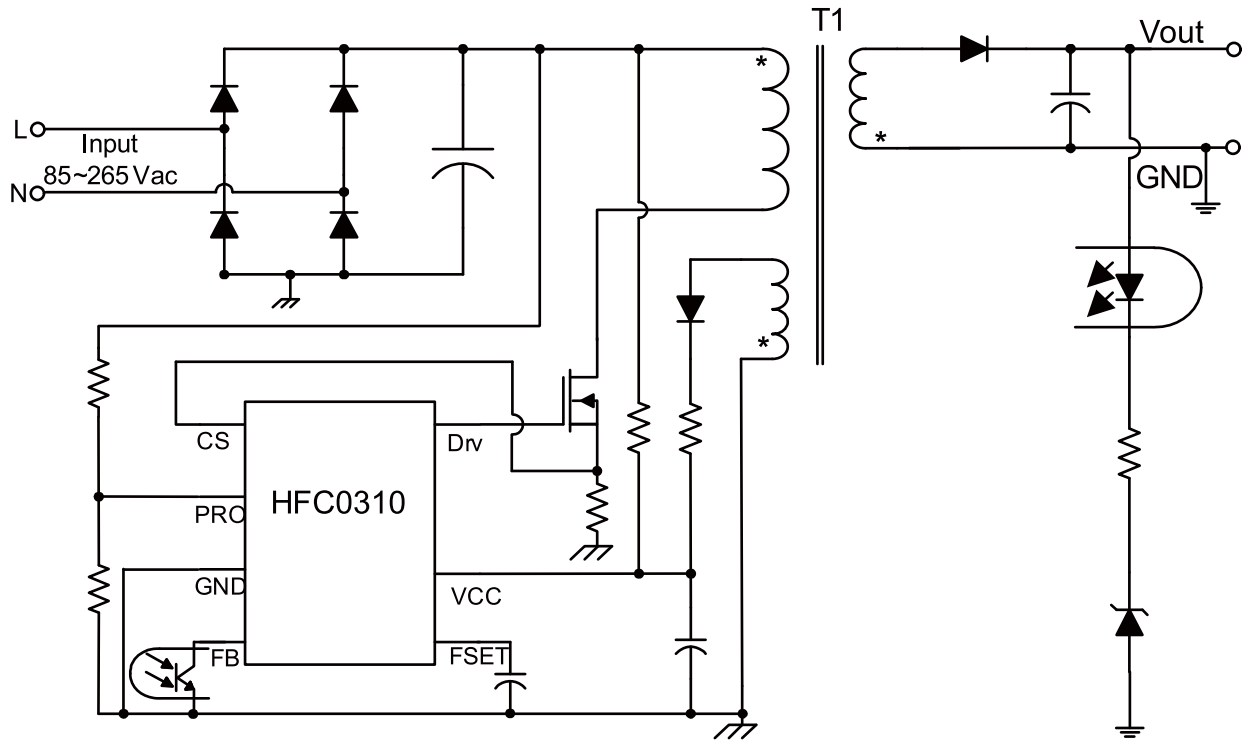 T1
Vout
*
L
Input
85~265 Vac
N
*
GND
*
CS
Drv
HFC0310
PRO
GND
VCC
FB
FSET